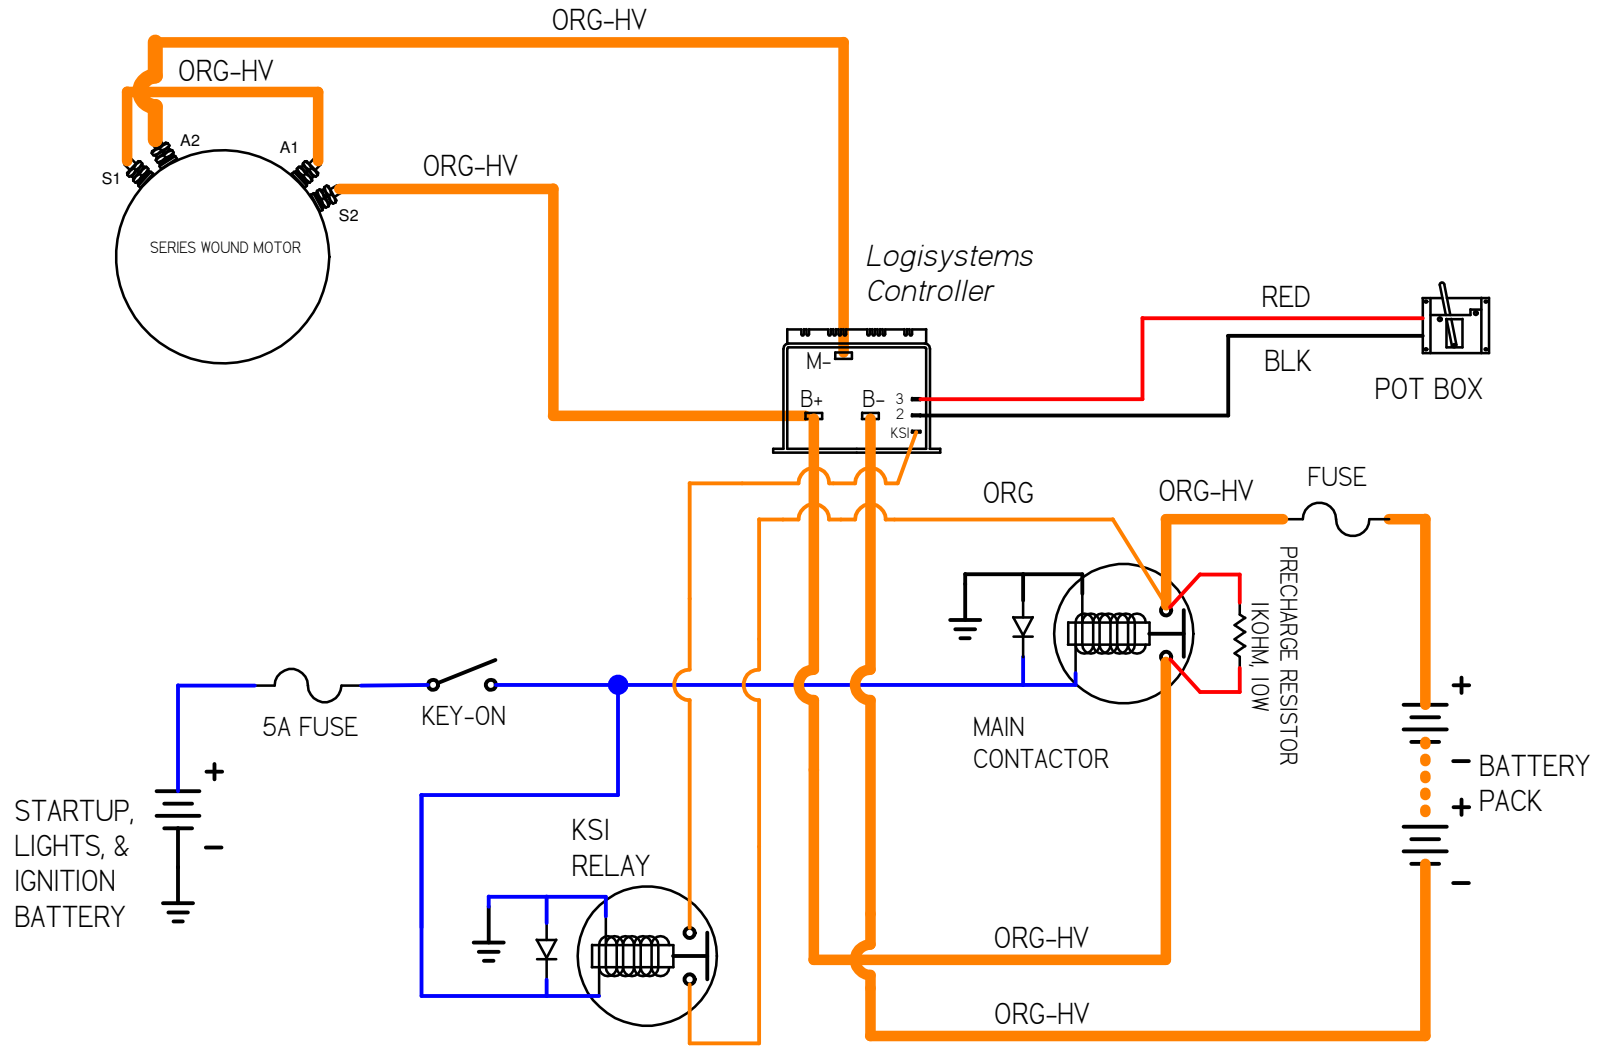 ORG-HV
ORG-HV
A2
A1
S1
ORG-HV
S2
SERIES WOUND MOTOR
Logisystems
Controller
RED
BLK
POT BOX
M-
B+
B-
3
2
KSI
ORG
ORG-HV
FUSE
PRECHARGE RESISTOR
1KOHM, 10W
5A FUSE
KEY-ON
MAIN
CONTACTOR
+
-
+
-
BATTERY
PACK
+
-
STARTUP,
LIGHTS, &
IGNITION
BATTERY
KSI
RELAY
ORG-HV
ORG-HV